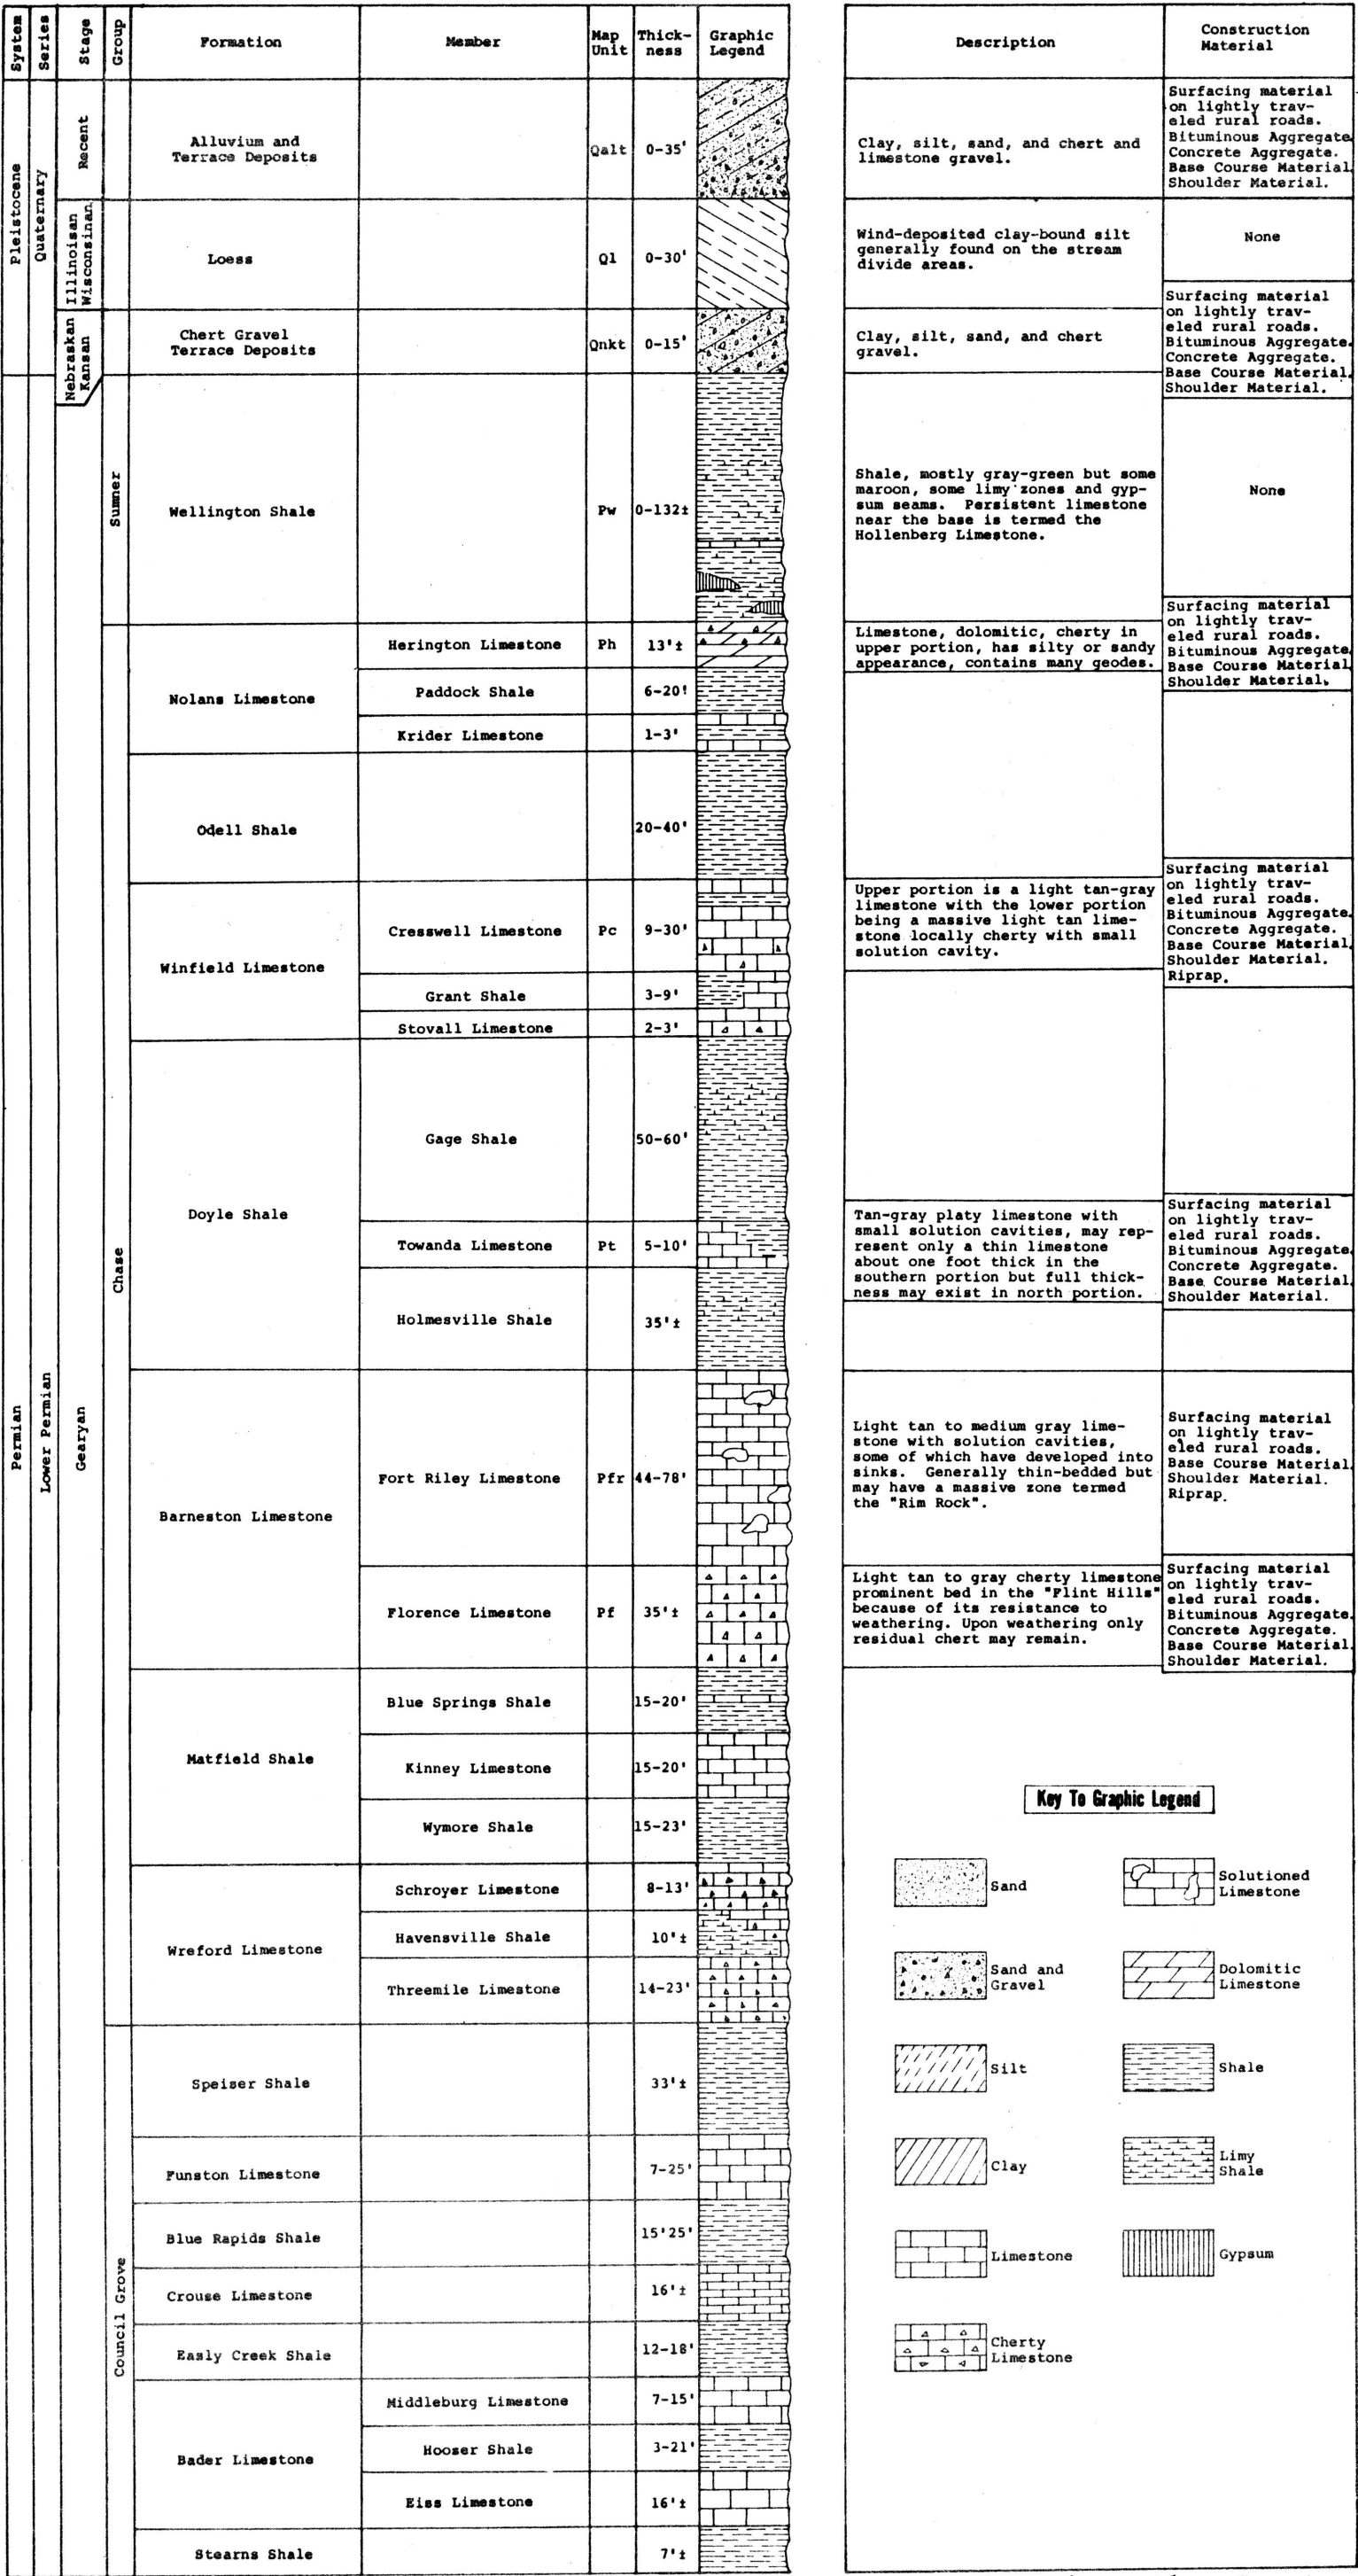 System
Series
Stage
Group
Formation
Member
Map
Unit
Thick-
ness
Graphic
Legend
Description
Construction
Material
Pleistocene
Quaternary
Recent
Alluvium and
Terrace Deposits
Qalt
0-35'
Clay, silt, sand, and chert and
limestone gravel.
Surfacing material
on lightly trav-
eled rural roads.
Bituminous Aggregate.
Concrete Aggregate.
Base Course Material.
Shoulder Material.
Illinoisan
Wisconsinan
Loess
Ql
0-30'
Wind-deposited clay-bound silt
generally found on the stream
divide areas.
None
Nebraskan
Kansan
Chert Gravel
Terrace Deposits
Qnkt
0-15'
Clay, silt, sand, and chert
gravel.
Surfacing material
on lightly trav-
eled rural roads.
Bituminous Aggregate.
Concrete Aggregate.
Base Course Material.
Shoulder Material.
Permian
Lower Permian
Gearyan
Sumner
Wellington Shale
Pw
0-132±
Shale, mostly gray-green but some
maroon, some limy zones and gyp-
sum seams. Persistent limestone
near the base is termed the
Hollenberg Limestone.
None
Chase
Nolans Limestone
Herington Limestone
Ph
13'±
Limestone, dolomitic, cherty in
upper portion, has silty or sandy
appearance, contains many geodes.
Surfacing material
on lightly trav-
eled rural roads.
Bituminous Aggregate.
Base Course Material.
Shoulder Material.
Paddock Shale
6-20'
Krider Limestone
1-3'
Odell Shale
20-40'
Winfield Limestone
Cresswell Limestone
Pc
9-30'
Upper portion is a light tan-gray
limestone with the lower portion
being a massive light tan lime-
stone locally cherty with small
solution cavity.
Surfacing material
on lightly trav-
eled rural roads.
Bituminous Aggregate.
Concrete Aggregate.
Base Course Material.
Shoulder Material.
Riprap.
Grant Shale
3-9'
Stovall Limestone
2-3'
Doyle Shale
Gage Shale
50-60'
Towanda Limestone
Pt
5-10'
Tan-gray platy limestone with
small solution cavities, may rep-
resent only a thin limestone
about one foot thick in the
southern portion but full thick-
ness may exist in north portion.
Surfacing material
on lightly trav-
eled rural roads.
Bituminous Aggregate.
Concrete Aggregate.
Base Course Material.
Shoulder Material.
Holmesville Shale
35'±
Barneston Limestone
Fort Riley Limestone
Pfr
44-78'
Light tan to medium gray lime-
stone with solution cavities,
some of which have developed into
sinks. Generally thin-bedded but
may have a massive zone termed
the "Rim Rock".
Surfacing material
on lightly trav-
eled rural roads.
Base Course Material.
Shoulder Material.
Riprap.
Florence Limestone
Pf
35'±
Light tan to gray cherty limestone
prominent bed in the "Flint Hills"
because of its resistance to
weathering. Upon weathering only
residual chert may remain.
Surfacing material
on lightly trav-
eled rural roads.
Bituminous Aggregate.
Concrete Aggregate.
Base Course Material.
Shoulder Material.
Matfield Shale
Blue Springs Shale
15-20'
Kinney Limestone
15-20'
Wymore Shale
15-23'
Wreford Limestone
Schroyer Limestone
8-13'
Havensville Shale
10'±
Threemile Limestone
14-23'
Council Grove
Speiser Shale
33'±
Funston Limestone
7-25'
Blue Rapids Shale
15'25'
Crouse Limestone
16'±
Easly Creek Shale
12-18'
Bader Limestone
Middleburg Limestone
7-15'
Hooser Shale
3-21'
Eiss Limestone
16'±
Stearns Shale
7'±
Key To Graphic Legend
Sand
Solutioned
Limestone
Sand and
Gravel
Dolomitic
Limestone
Silt
Shale
Clay
Limy
Shale
Limestone
Gypsum
Cherty
Limestone